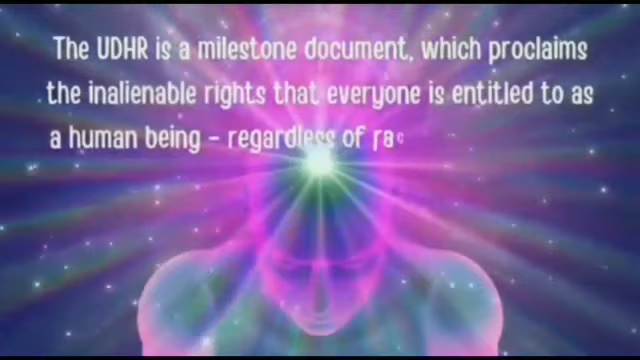 The UDHR is a milestone document, which proclaims
the inalienable rights that everyone is entitled to as
a human being - regardless of rac